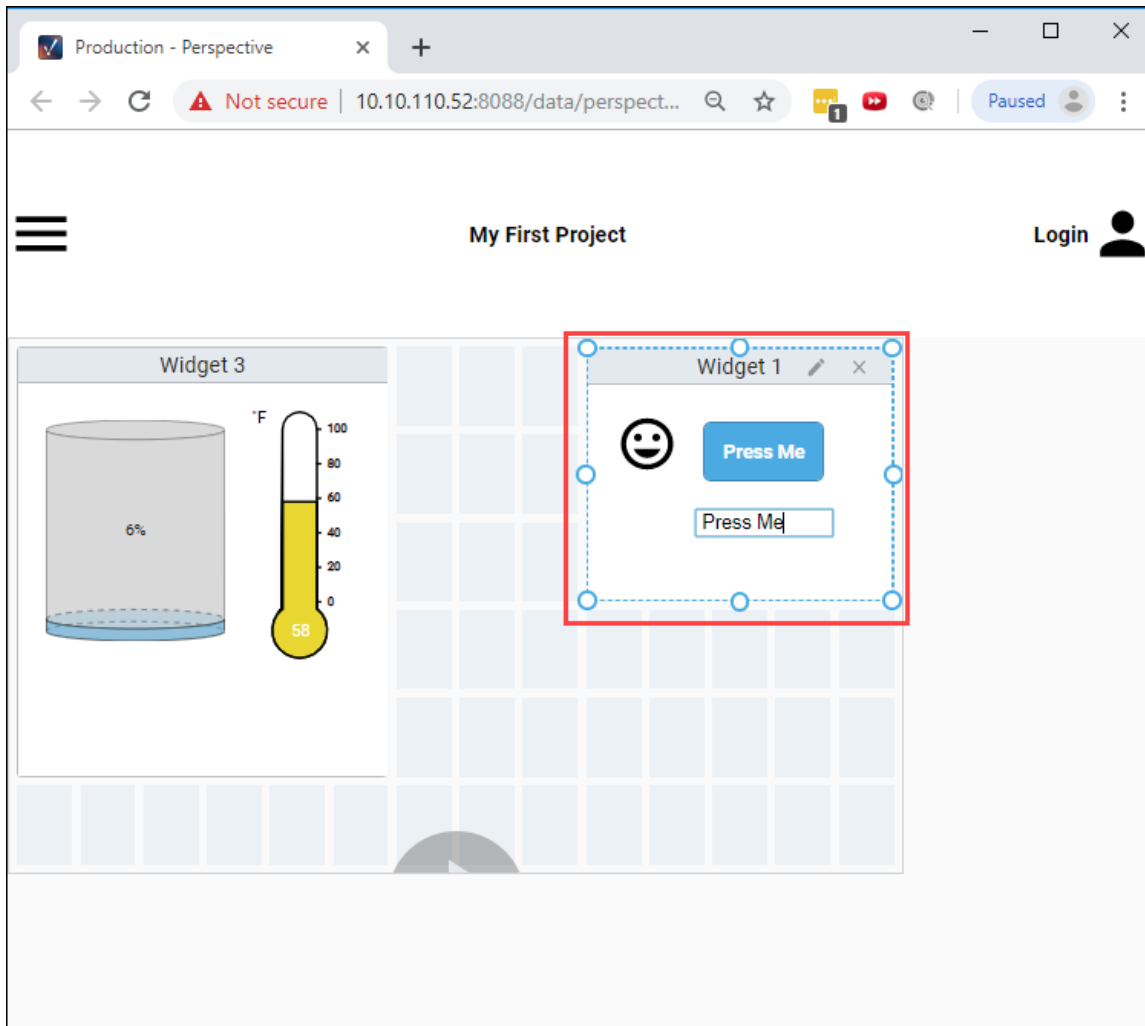 Production - Perspective
Not secure | 10.10.110.52:8088/data/perspect...
1
Paused
My First Project
Login
Widget 3
°F
100
80
60
40
20
0
6%
58
Widget 1
Press Me
Press Me